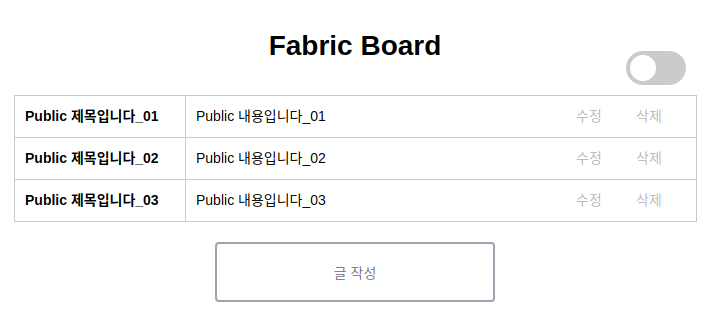 Fabric Board
Public 제목입니다_01 Public 내용입니다_01 수정 삭제
Public 제목입니다_02 Public 내용입니다_02 수정 삭제
Public 제목입니다_03 Public 내용입니다_03 수정 삭제
글 작성